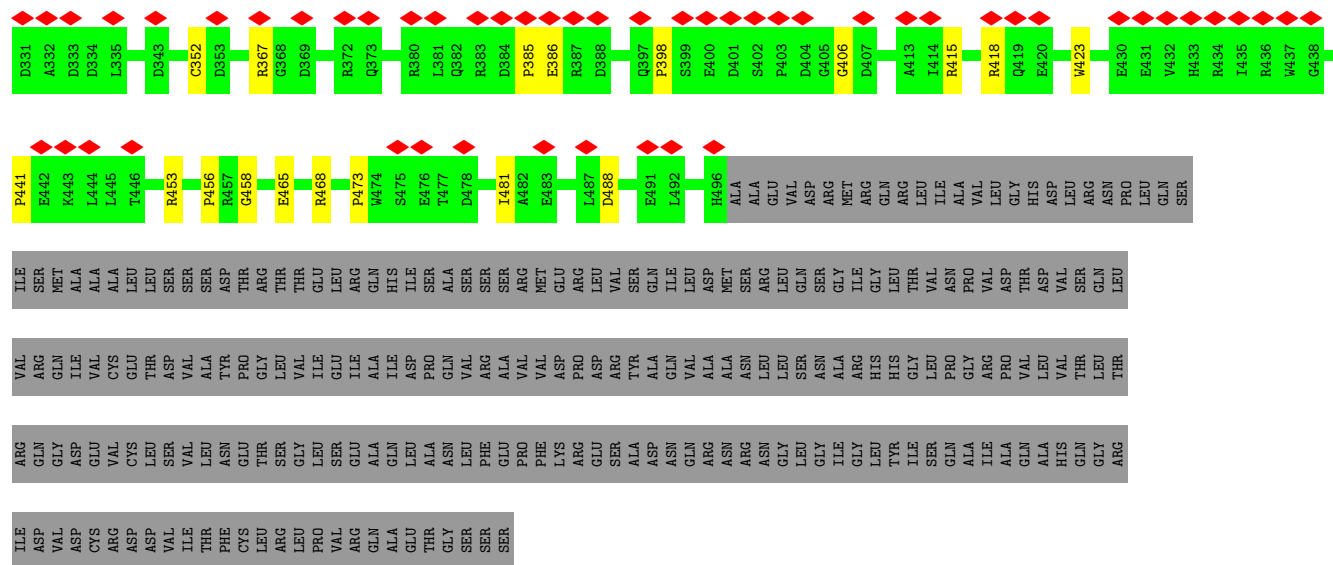 D331 A332 D333 D334 L335 D343 C352 D353 R367 G368 D369 R372 Q373 R380 L381 Q382 R383 D384 P385 E386 R387 D388 Q397 P398 S399 E400 D401 S402 P403 D404 G405 G406 D407 A413 I414 R415 R418 Q419 E420 W423 E430 E431 V432 H433 R434 I435 R436 W437 G438
P441 E442 K443 L444 L445 T446 R453 P456 R457 G458 E465 R468 P473 W474 S475 E476 T477 D478 I481 A482 E483 L487 D488 E491 L492 H496 ALA ALA GLU VAL ASP ARG MET ARG GLN ARG LEU ILE ALA VAL LEU GLY HIS ASP LEU ARG ASN PRO LEU GLN SER
ILE SER MET ALA ALA ALA LEU LEU SER SER SER ASP THR ARG THR THR GLU LEU ARG GLN HIS ILE SER ALA SER SER SER ARG MET GLU ARG LEU VAL SER GLN ILE LEU ASP MET SER ARG LEU GLN SER GLY ILE GLY LEU THR VAL ASN PRO VAL ASP THR ASP VAL SER GLN LEU
VAL ARG GLN ILE VAL CYS GLU THR ASP VAL ALA TYR PRO GLY LEU VAL ILE GLU ILE ALA ILE ASP PRO GLN VAL ARG ALA VAL VAL ASP PRO ASP ARG TYR ALA GLN VAL ALA ALA ASN LEU LEU SER ASN ALA ARG HIS HIS GLY LEU PRO GLY ARG PRO VAL LEU VAL THR LEU THR
ARG GLN GLY ASP GLU VAL CYS LEU SER VAL LEU ASN GLU THR SER GLY LEU SER GLU ALA GLN LEU ALA ASN LEU PHE GLU PRO PHE LYS ARG GLU SER ALA ASP ASN GLN ARG ASN ARG ASN GLY LEU GLY ILE GLY LEU TYR ILE SER GLN ALA ILE ALA GLN ALA HIS GLN GLY ARG
ILE ASP VAL ASP CYS ARG ASP ASP VAL ILE THR PHE CYS LEU ARG LEU PRO VAL ARG GLN ALA GLU THR GLY SER SER SER